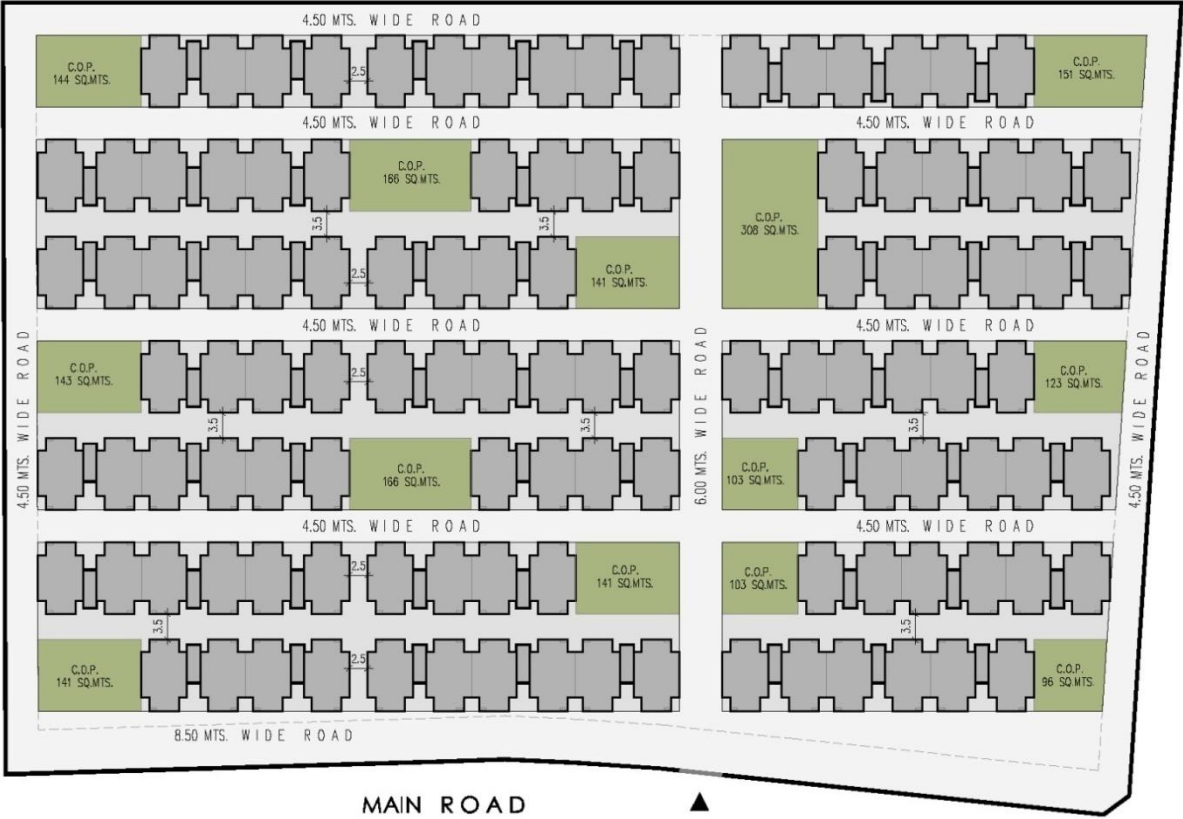 4.50 MTS. WIDE ROAD
C.O.P.
144 SQ.MTS.
2.5
C.O.P.
151 SQ.MTS.
4.50 MTS. WIDE ROAD
4.50 MTS. WIDE ROAD
C.O.P.
166 SQ.MTS.
3.5
3.5
C.O.P.
308 SQ.MTS.
2.5
C.O.P.
141 SQ.MTS.
4.50 MTS. WIDE ROAD
4.50 MTS. WIDE ROAD
4.50 MTS. WIDE ROAD
6.00 MTS. WIDE ROAD
4.50 MTS. WIDE ROAD
C.O.P.
143 SQ.MTS.
2.5
C.O.P.
123 SQ.MTS.
3.5
3.5
3.5
C.O.P.
166 SQ.MTS.
C.O.P.
103 SQ.MTS.
4.50 MTS. WIDE ROAD
4.50 MTS. WIDE ROAD
2.5
C.O.P.
141 SQ.MTS.
C.O.P.
103 SQ.MTS.
3.5
3.5
C.O.P.
141 SQ.MTS.
2.5
C.O.P.
96 SQ.MTS.
8.50 MTS. WIDE ROAD
MAIN ROAD